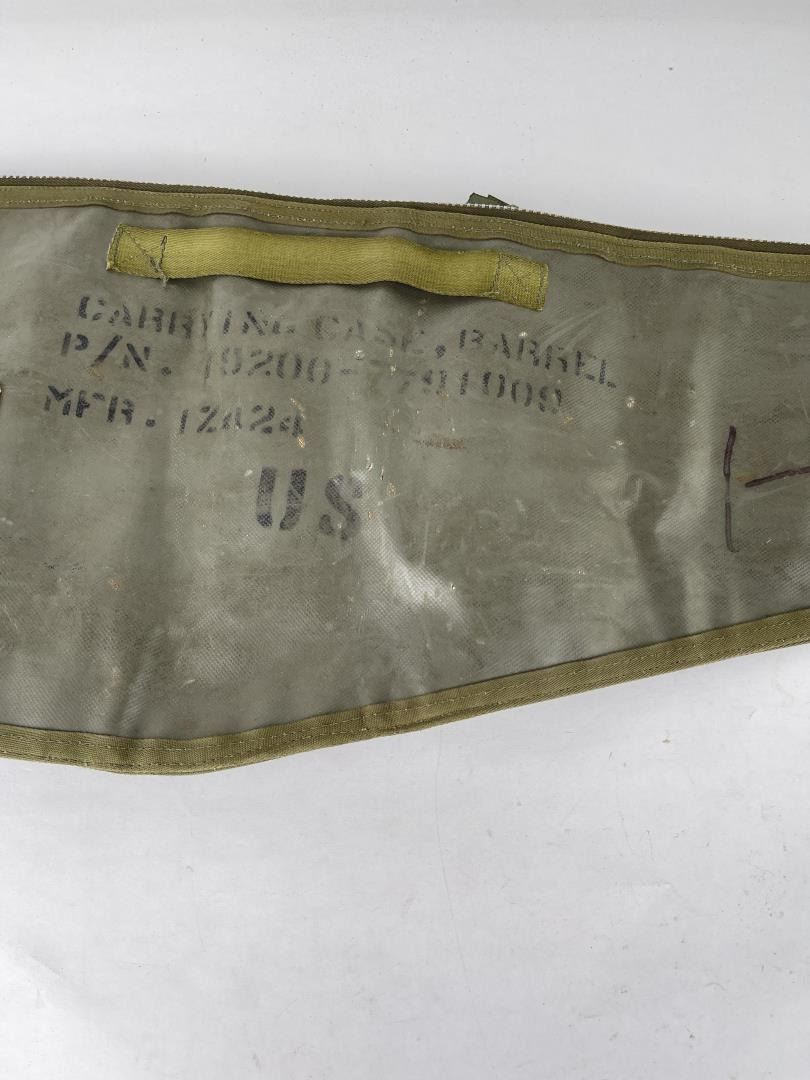 CARRYING CASE, BARREL
P/N. 19200-7791009
MFR. 12424
US